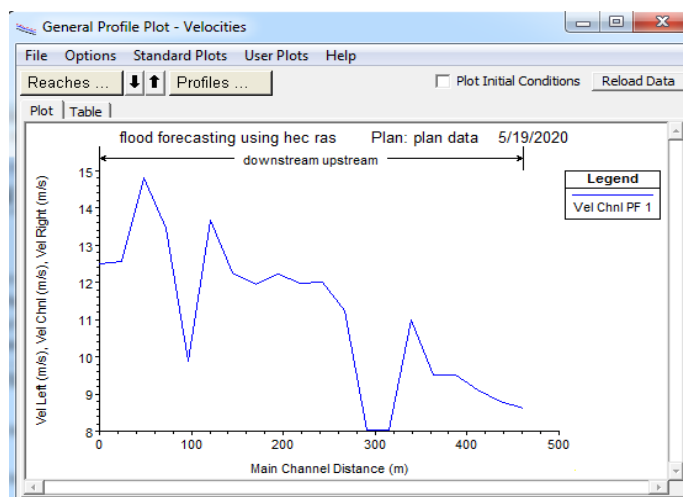 General Profile Plot - Velocities
File Options Standard Plots User Plots Help
Reaches ... Profiles ... Plot Initial Conditions Reload Data
Plot Table
flood forecasting using hec ras Plan: plan data 5/19/2020
downstream upstream
Legend
Vel Chnl PF 1
Vel Left (m/s), Vel Chnl (m/s), Vel Right (m/s)
15
14
13
12
11
10
9
8
0 100 200 300 400 500
Main Channel Distance (m)